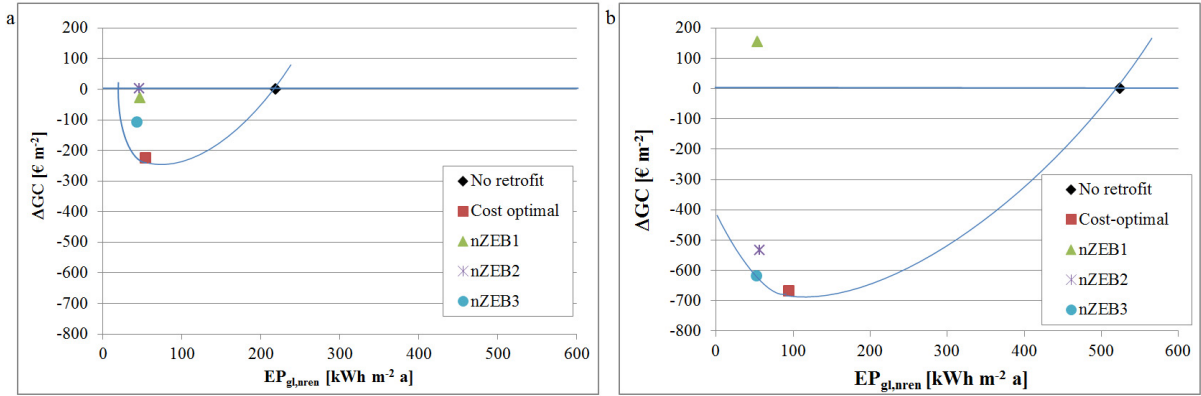 a
200
100
0
-100
-200
-300
-400
-500
-600
-700
-800
ΔGC [€ m-2]
No retrofit
Cost optimal
nZEB1
nZEB2
nZEB3
0 100 200 300 400 500 600
EPgl,nren [kWh m-2 a]
b
200
100
0
-100
-200
-300
-400
-500
-600
-700
-800
ΔGC [€ m-2]
No retrofit
Cost-optimal
nZEB1
nZEB2
nZEB3
0 100 200 300 400 500 600
EPgl,nren [kWh m-2 a]